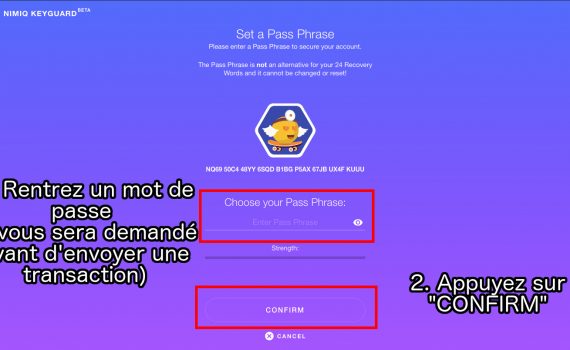 NIMIQ KEYGUARD BETA
Set a Pass Phrase
Please enter a Pass Phrase to secure your account.
The Pass Phrase is not an alternative for your 24 Recovery
Words and it cannot be changed or reset!
NQ69 50C4 48YY 6SQD B1BG P5AX 67JB UX4F KUUU
Rentrez un mot de
passe
vous sera demandé
vant d'envoyer une
transaction)
Choose your Pass Phrase:
Enter Pass Phrase
Strength:
2. Appuyez sur
"CONFIRM"
CONFIRM
CANCEL